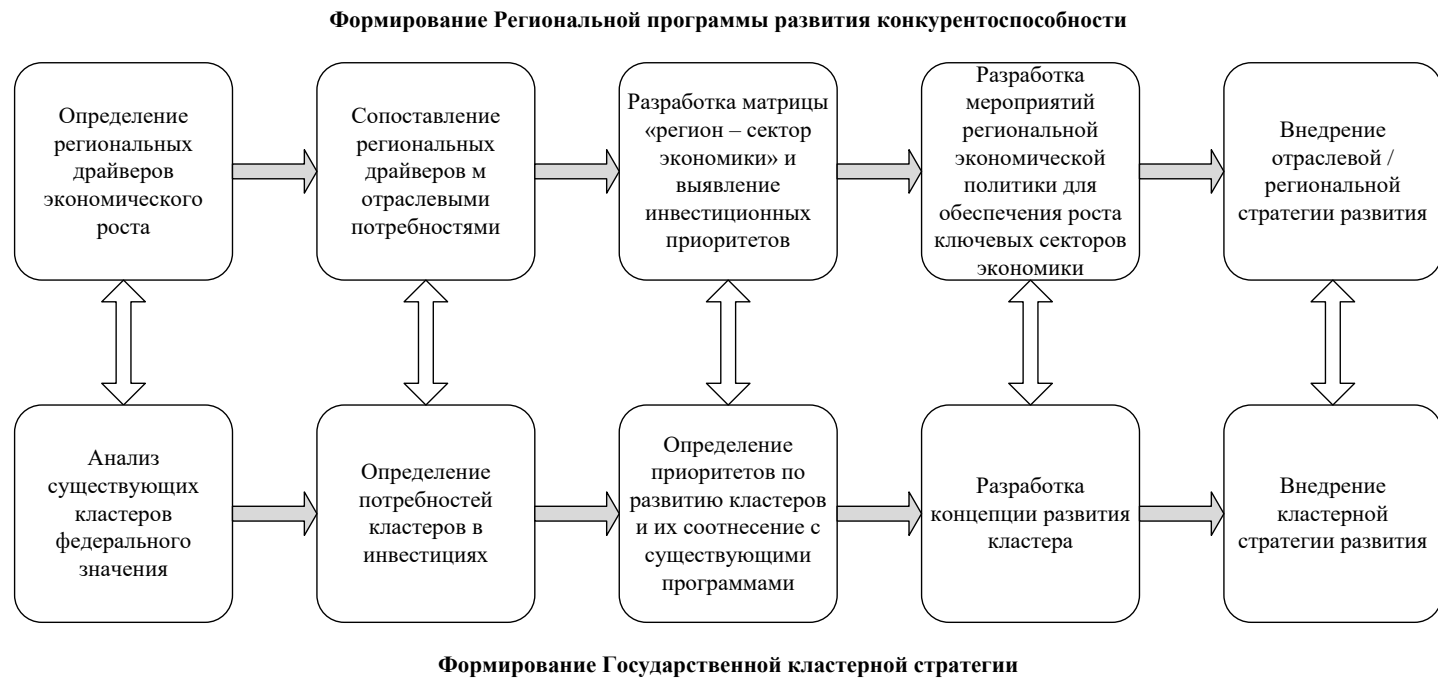 Формирование Региональной программы развития конкурентоспособности
Определение
региональных
драйверов
экономического
роста
Сопоставление
региональных
драйверов м
отраслевыми
потребностями
Разработка матрицы
«регион – сектор
экономики» и
выявление
инвестиционных
приоритетов
Разработка
мероприятий
региональной
экономической
политики для
обеспечения роста
ключевых секторов
экономики
Внедрение
отраслевой /
региональной
стратегии развития
Анализ
существующих
кластеров
федерального
значения
Определение
потребностей
кластеров в
инвестициях
Определение
приоритетов по
развитию кластеров
и их соотнесение с
существующими
программами
Разработка
концепции развития
кластера
Внедрение
кластерной
стратегии развития
Формирование Государственной кластерной стратегии